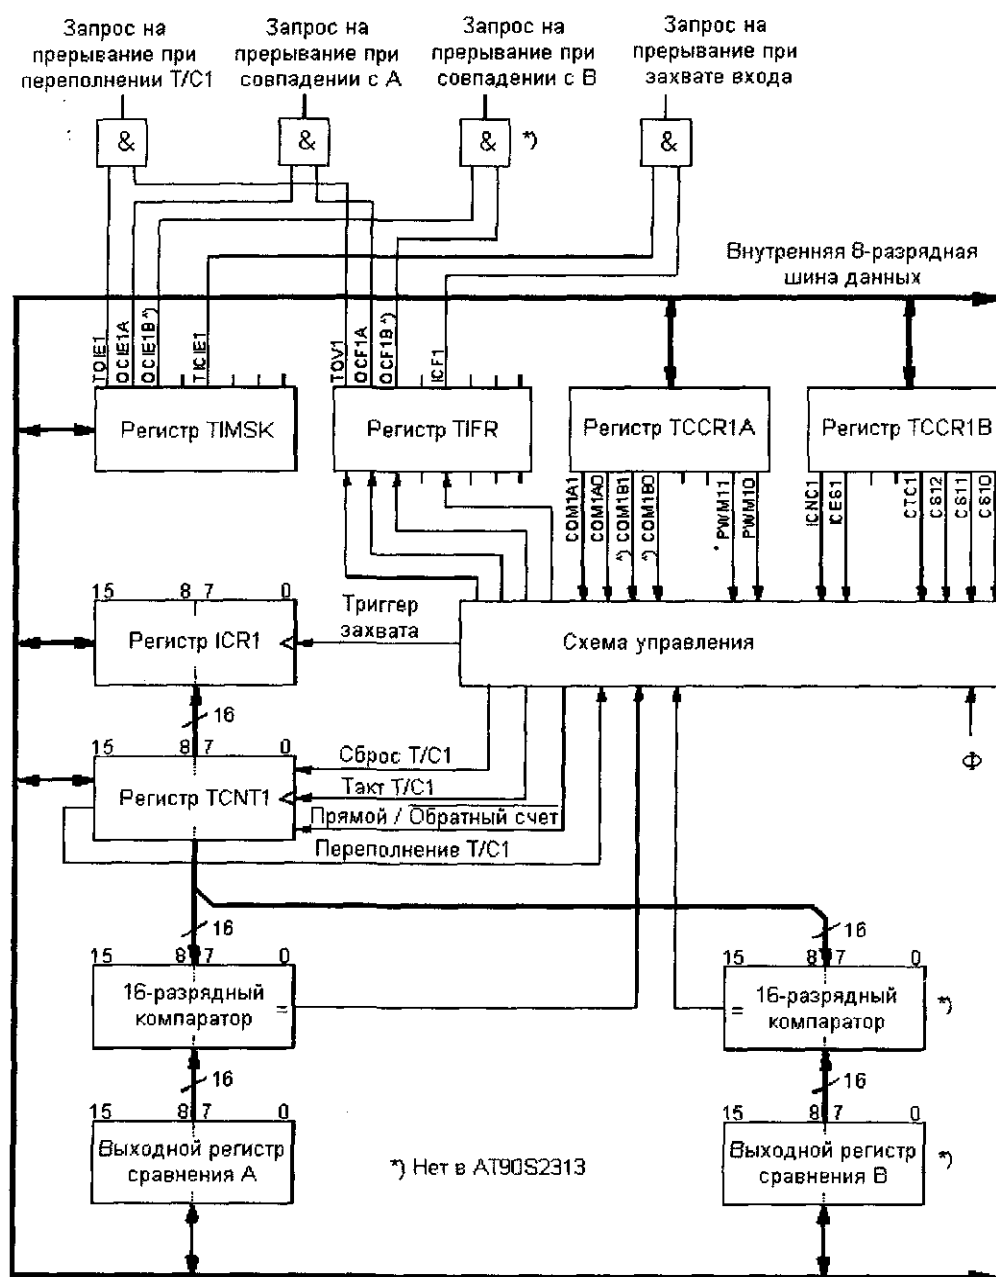 Запрос на
прерывание при
переполнении Т/С1
Запрос на
прерывание при
совпадении с А
Запрос на
прерывание при
совпадении с В
Запрос на
прерывание при
захвате входа
&
&
& *)
&
Внутренняя 8-разрядная
шина данных
TOIE1
OCIE1A
OCIE1B*)
TICIE1
TOV1
OCF1A
OCF1B*)
ICF1
Регистр TIMSK
Регистр TIFR
Регистр TCCR1A
Регистр TCCR1B
COM1A1
COM1A0
*) COM1B1
*) COM1B0
* PWM11
PWM10
ICNC1
ICES1
CTC1
CS12
CS11
CS10
15 8 7 0
Регистр ICR1
Триггер
захвата
Схема управления
16
15 8 7 0
Регистр TCNT1
Сброс Т/С1
Такт Т/С1
Прямой / Обратный счет
Переполнение Т/С1
Ф
16
16
15 8 7 0
16-разрядный
компаратор =
15 8 7 0
= 16-разрядный
компаратор
*)
16
16
15 8 7 0
Выходной регистр
сравнения А
*) Нет в AT90S2313
15 8 7 0
Выходной регистр
сравнения В
*)